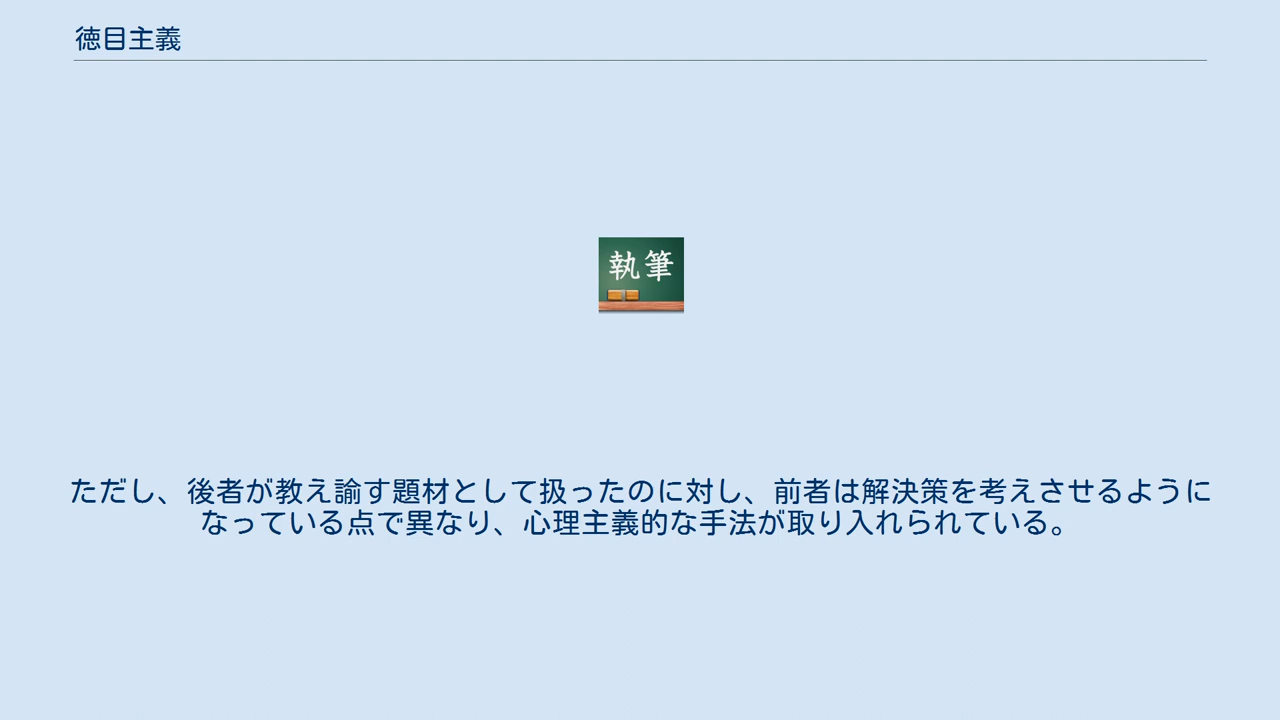 徳目主義
執筆
ただし、後者が教え諭す題材として扱ったのに対し、前者は解決策を考えさせるように
なっている点で異なり、心理主義的な手法が取り入れられている。